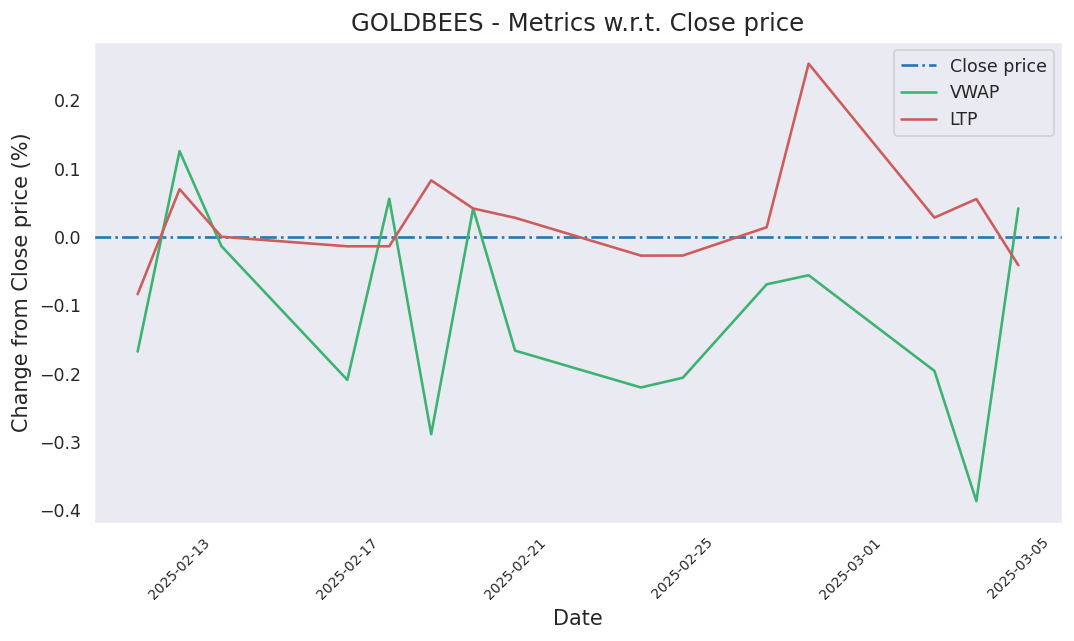 GOLDBEES - Metrics w.r.t. Close price
Close price
VWAP
LTP
Change from Close price (%)
0.2
0.1
0.0
−0.1
−0.2
−0.3
−0.4
2025-02-13
2025-02-17
2025-02-21
2025-02-25
2025-03-01
2025-03-05
Date